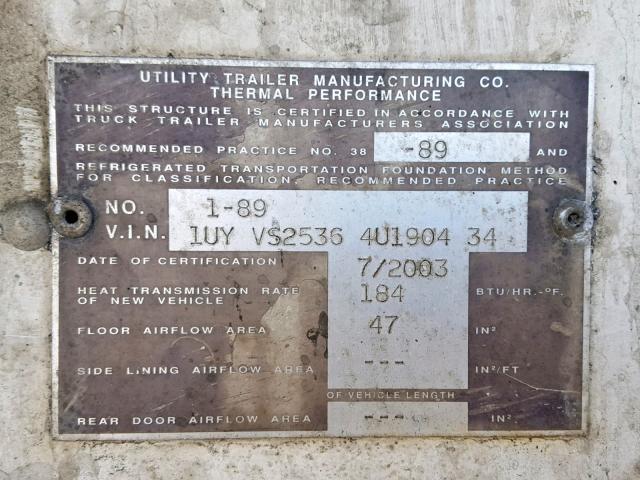 UTILITY TRAILER MANUFACTURING CO.
THERMAL PERFORMANCE
THIS STRUCTURE IS CERTIFIED IN ACCORDANCE WITH
TRUCK TRAILER MANUFACTURERS ASSOCIATION
RECOMMENDED PRACTICE NO. 38 -89 AND
REFRIGERATED TRANSPORTATION FOUNDATION METHOD
FOR CLASSIFICATION, RECOMMENDED PRACTICE
NO. 1-89
V.I.N. 1UY VS2536 4U1904 34
DATE OF CERTIFICATION 7/2003
HEAT TRANSMISSION RATE
OF NEW VEHICLE 184 BTU/HR.-°F.
FLOOR AIRFLOW AREA 47 IN²
SIDE LINING AIRFLOW AREA --- IN²/FT
OF VEHICLE LENGTH
REAR DOOR AIRFLOW AREA --- IN²